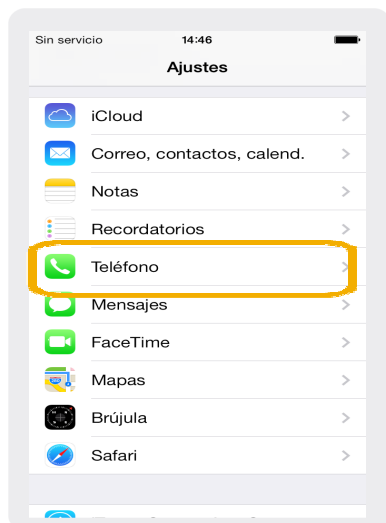 Sin servicio 14:46
Ajustes
iCloud
Correo, contactos, calend.
Notas
Recordatorios
Teléfono
Mensajes
FaceTime
Mapas
Brújula
Safari